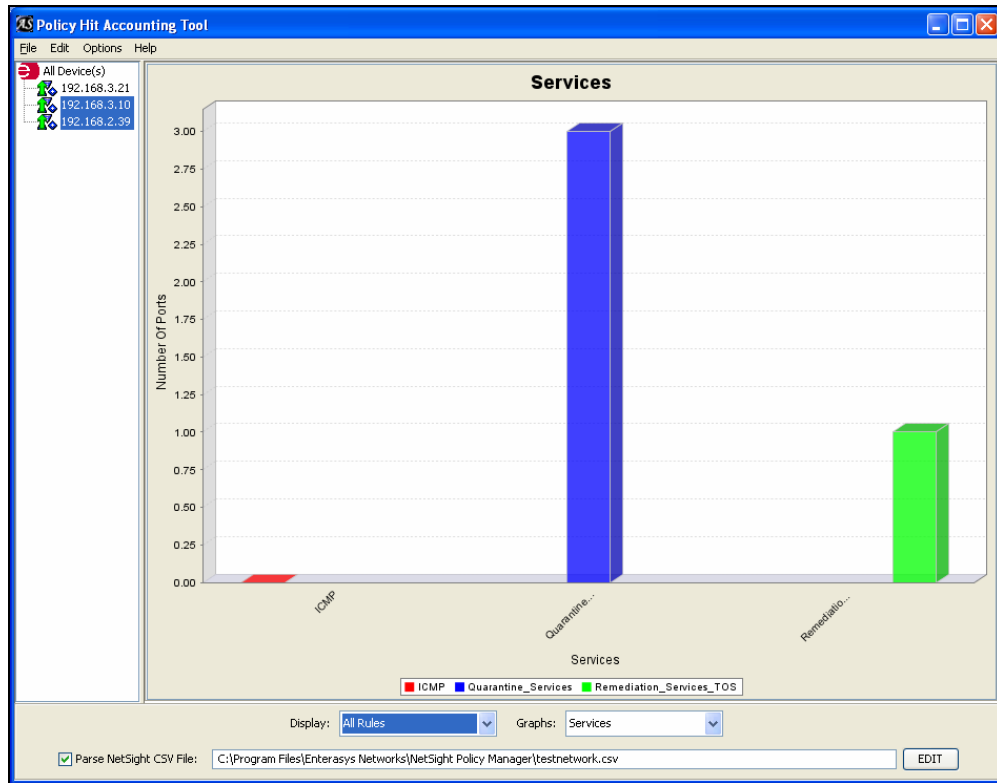 Policy Hit Accounting Tool
File Edit Options Help
All Device(s)
192.168.3.21
192.168.3.10
192.168.2.39
Services
3.00
2.75
2.50
2.25
2.00
1.75
1.50
1.25
1.00
0.75
0.50
0.25
0.00
Number Of Ports
ICMP
Quarantine...
Remediatio...
Services
ICMP Quarantine_Services Remediation_Services_TOS
Display: All Rules Graphs: Services
Parse NetSight CSV File: C:\Program Files\Enterasys Networks\NetSight Policy Manager\testnetwork.csv EDIT